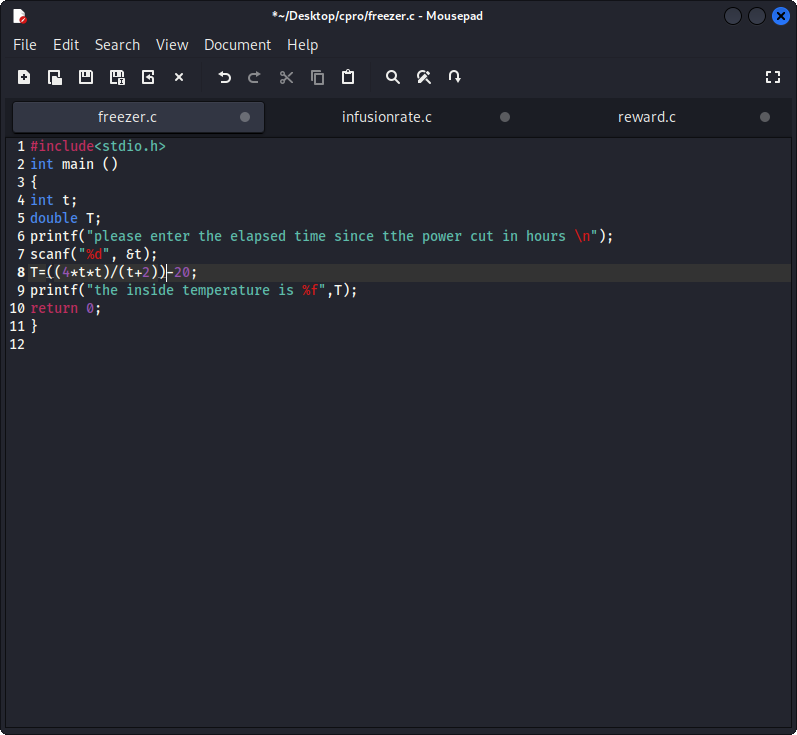 *~/Desktop/cpro/freezer.c - Mousepad
File Edit Search View Document Help
freezer.c infusionrate.c reward.c
1 #include<stdio.h>
2 int main ()
3 {
4 int t;
5 double T;
6 printf("please enter the elapsed time since tthe power cut in hours \n");
7 scanf("%d", &t);
8 T=((4*t*t)/(t+2))-20;
9 printf("the inside temperature is %f",T);
10 return 0;
11 }
12